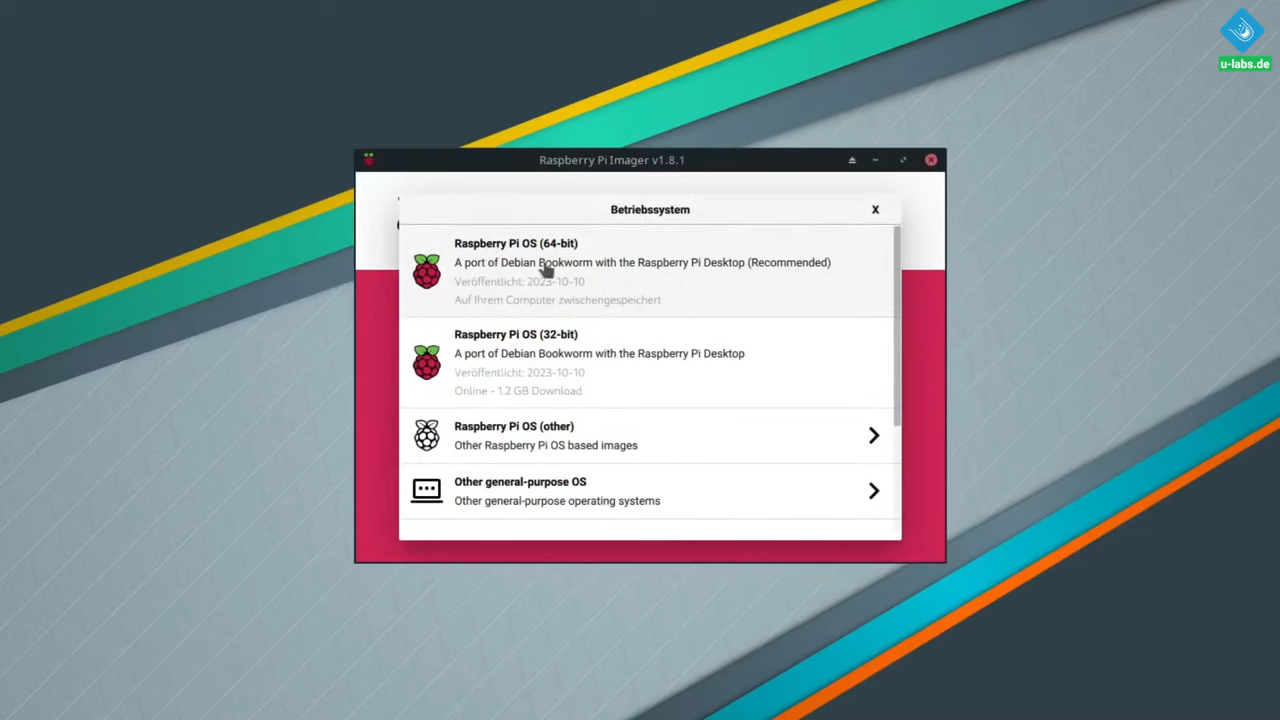 u-labs.de
Raspberry Pi Imager v1.8.1
Betriebssystem
X
Raspberry Pi OS (64-bit)
A port of Debian Bookworm with the Raspberry Pi Desktop (Recommended)
Veröffentlicht: 2023-10-10
Auf Ihrem Computer zwischengespeichert
Raspberry Pi OS (32-bit)
A port of Debian Bookworm with the Raspberry Pi Desktop
Veröffentlicht: 2023-10-10
Online - 1.2 GB Download
Raspberry Pi OS (other)
Other Raspberry Pi OS based images
Other general-purpose OS
Other general-purpose operating systems